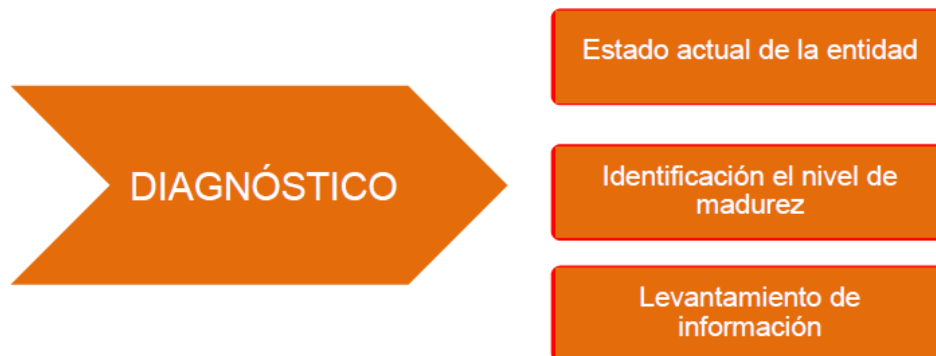 DIAGNÓSTICO
Estado actual de la entidad
Identificación el nivel de
madurez
Levantamiento de
información